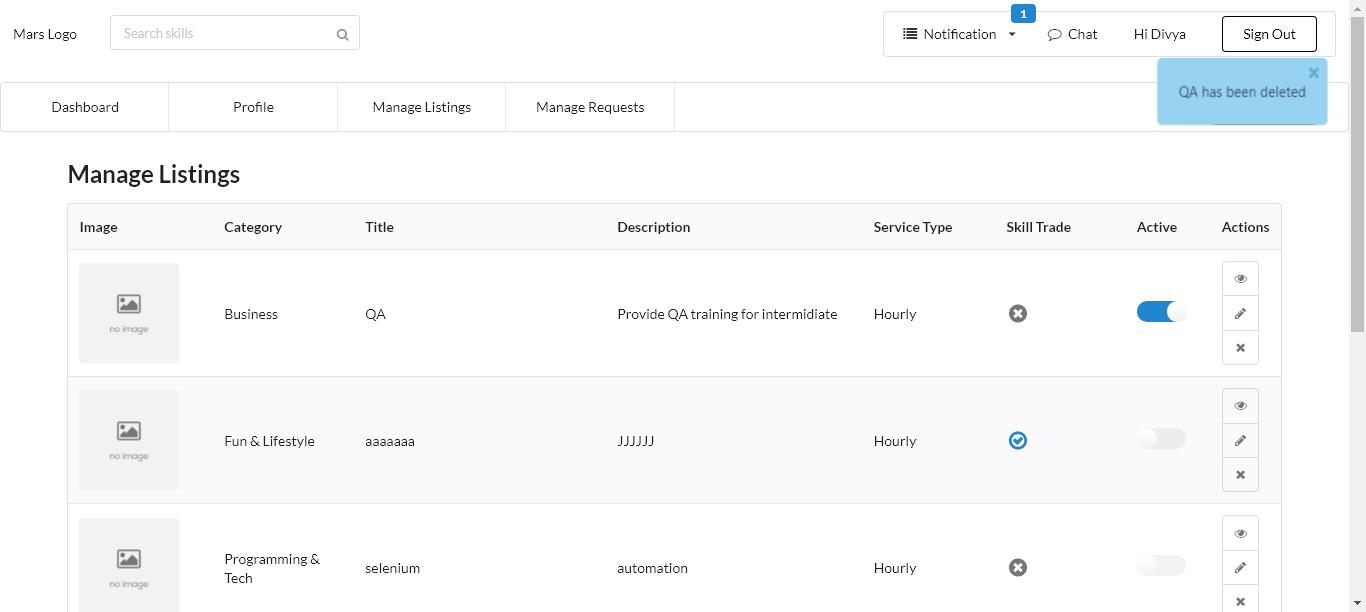 1
Mars Logo
Search skills
Notification
Chat
Hi Divya
Sign Out
QA has been deleted
Dashboard
Profile
Manage Listings
Manage Requests
Manage Listings
Image Category Title Description Service Type Skill Trade Active Actions
no image
Business
QA
Provide QA training for intermidiate
Hourly
no image
Fun & Lifestyle
aaaaaaa
JJJJJJ
Hourly
no image
Programming &
Tech
selenium
automation
Hourly